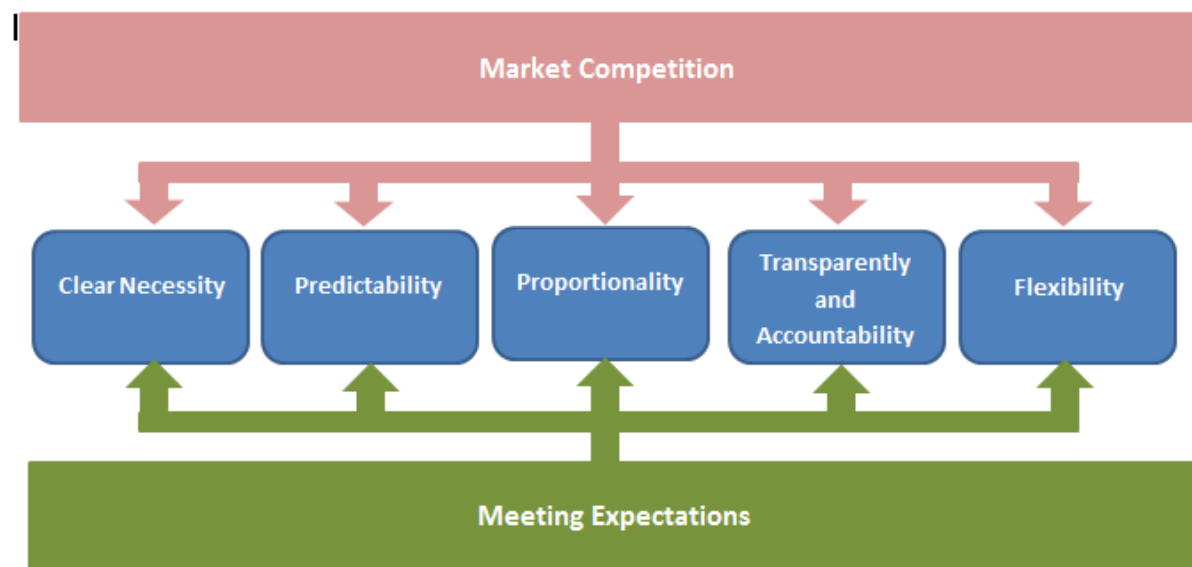 Market Competition
Clear Necessity
Predictability
Proportionality
Transparently
and
Accountability
Flexibility
Meeting Expectations